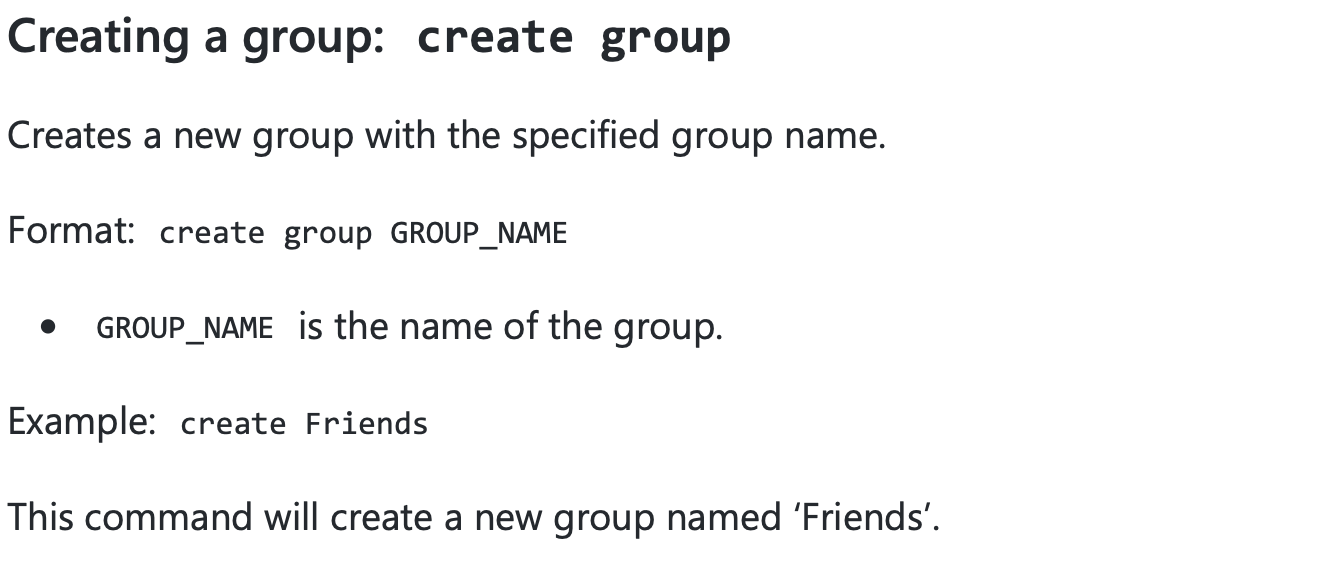 Creating a group: create group
Creates a new group with the specified group name.
Format: create group GROUP_NAME
• GROUP_NAME is the name of the group.
Example: create Friends
This command will create a new group named ‘Friends’.